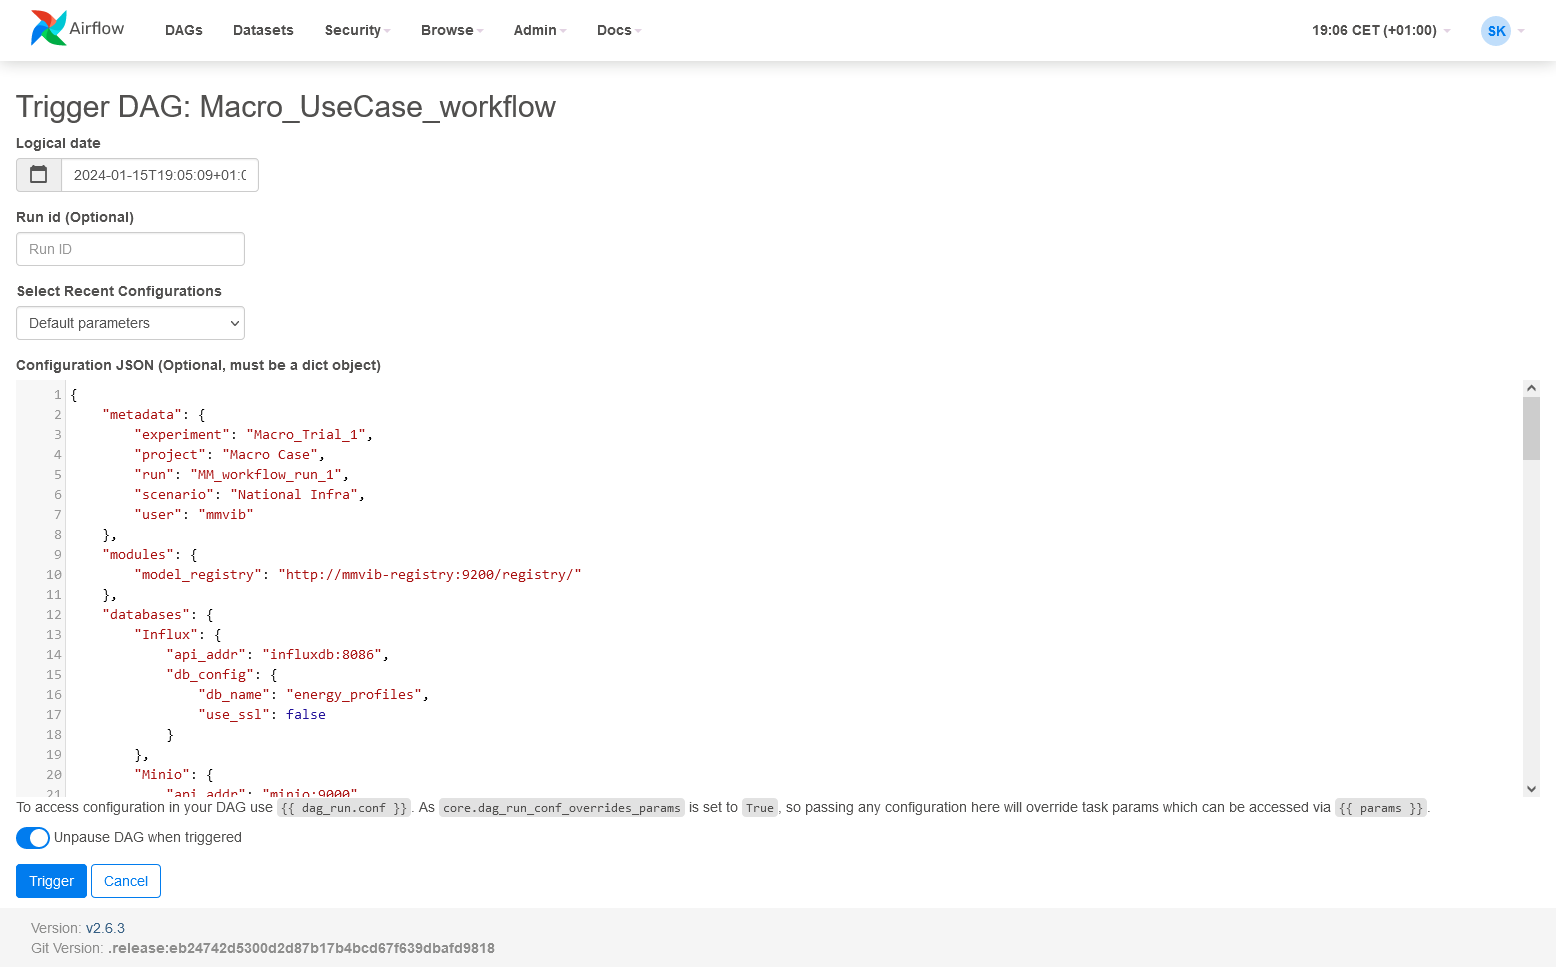 Airflow DAGs Datasets Security Browse Admin Docs 19:06 CET (+01:00) SK
Trigger DAG: Macro_UseCase_workflow
Logical date
2024-01-15T19:05:09+01:0
Run id (Optional)
Run ID
Select Recent Configurations
Default parameters
Configuration JSON (Optional, must be a dict object)
1 {
2 "metadata": {
3 "experiment": "Macro_Trial_1",
4 "project": "Macro Case",
5 "run": "MM_workflow_run_1",
6 "scenario": "National Infra",
7 "user": "mmvib"
8 },
9 "modules": {
10 "model_registry": "http://mmvib-registry:9200/registry/"
11 },
12 "databases": {
13 "Influx": {
14 "api_addr": "influxdb:8086",
15 "db_config": {
16 "db_name": "energy_profiles",
17 "use_ssl": false
18 }
19 },
20 "Minio": {
21 "api_addr": "minio:9000"
To access configuration in your DAG use {{ dag_run.conf }}. As core.dag_run_conf_overrides_params is set to True, so passing any configuration here will override task params which can be accessed via {{ params }}.
Unpause DAG when triggered
Trigger Cancel
Version: v2.6.3
Git Version: .release:eb24742d5300d2d87b17b4bcd67f639dbafd9818